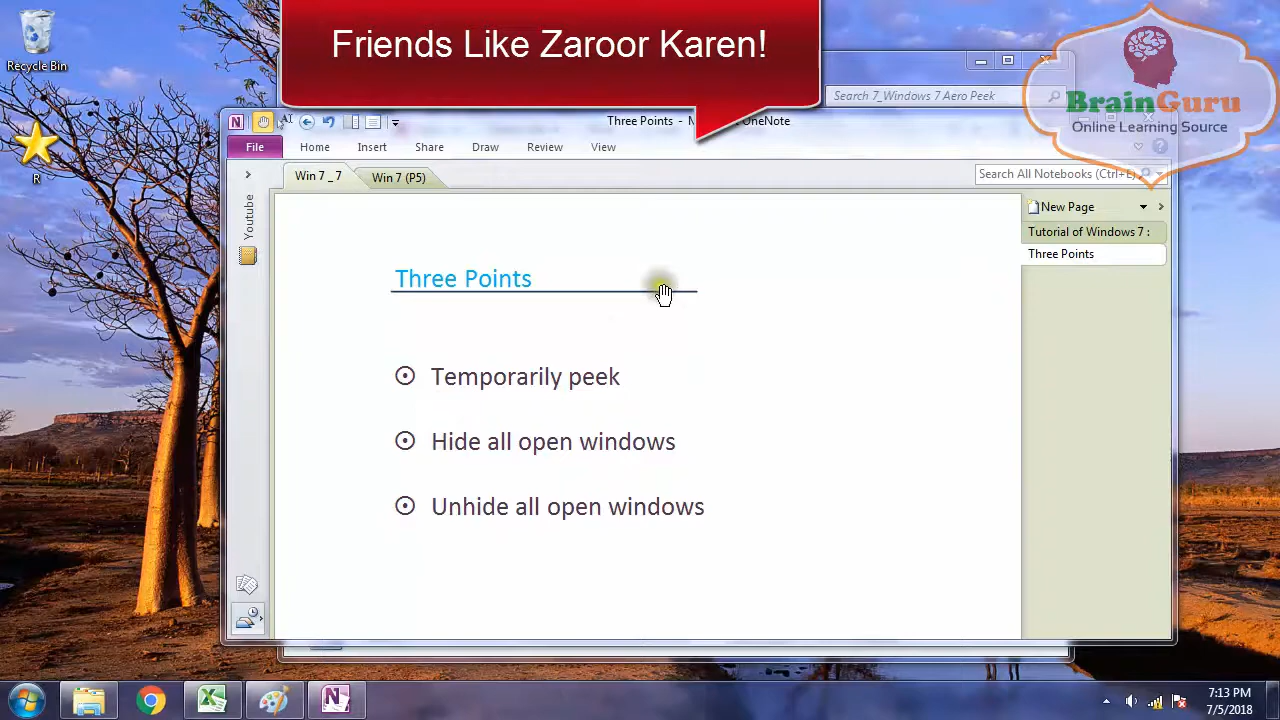 Friends Like Zaroor Karen!
Recycle Bin
R
Search 7_Windows 7 Aero Peek
BrainGuru
Online Learning Source
Three Points - M
OneNote
File
Home
Insert
Share
Draw
Review
View
Win 7 _ 7
Win 7 (P5)
Search All Notebooks (Ctrl+E)
Youtube
New Page
Tutorial of Windows 7 :
Three Points
Three Points
Temporarily peek
Hide all open windows
Unhide all open windows
7:13 PM
7/5/2018